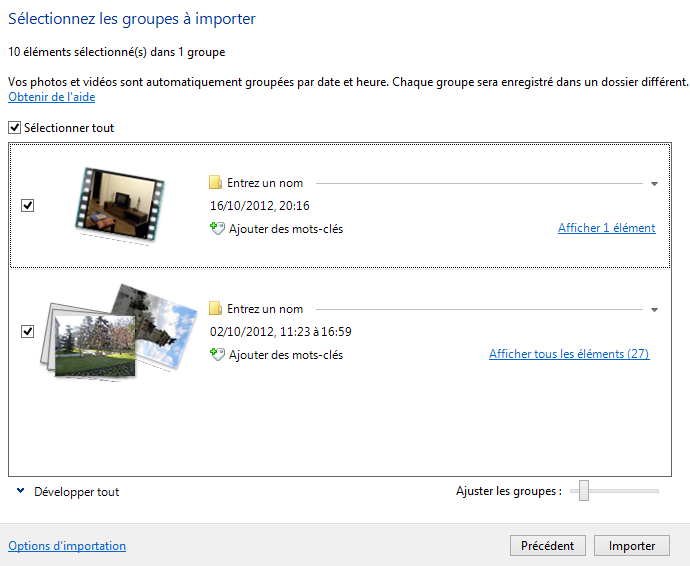 Sélectionnez les groupes à importer
10 éléments sélectionné(s) dans 1 groupe
Vos photos et vidéos sont automatiquement groupées par date et heure. Chaque groupe sera enregistré dans un dossier différent.
Obtenir de l'aide
Sélectionner tout
Entrez un nom
16/10/2012, 20:16
Ajouter des mots-clés
Afficher 1 élément
Entrez un nom
02/10/2012, 11:23 à 16:59
Ajouter des mots-clés
Afficher tous les éléments (27)
Développer tout
Ajuster les groupes :
Options d'importation
Précédent
Importer